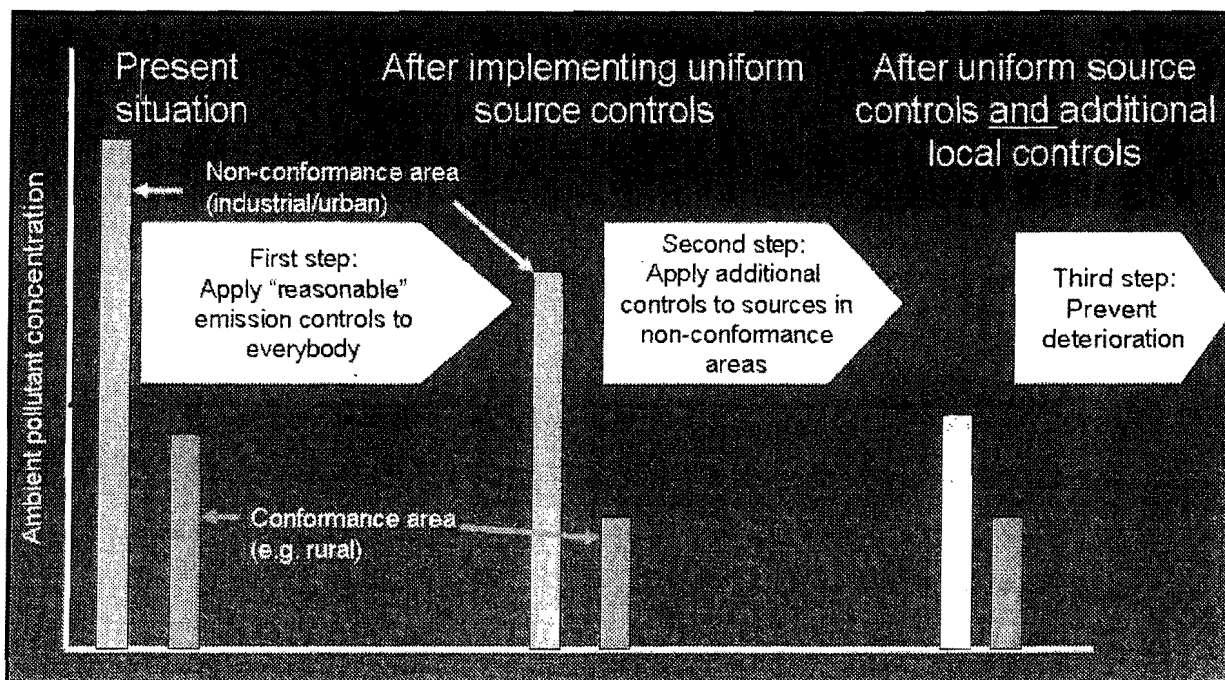 Present
situation
After implementing uniform
source controls
After uniform source
controls and additional
local controls
Ambient pollutant concentration
Non-conformance area
(industrial/urban)
First step:
Apply “reasonable”
emission controls to
everybody
Second step:
Apply additional
controls to sources in
non-conformance
areas
Third step:
Prevent
deterioration
Conformance area
(e.g. rural)